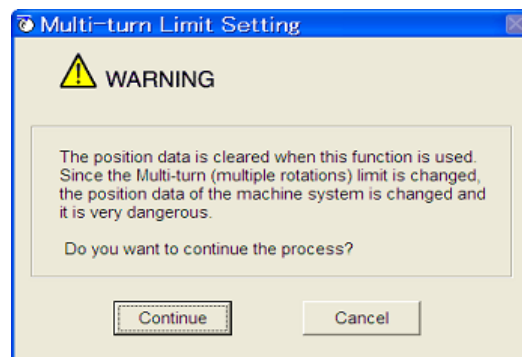 Multi-turn Limit Setting
WARNING
The position data is cleared when this function is used.
Since the Multi-turn (multiple rotations) limit is changed,
the position data of the machine system is changed and
it is very dangerous.
Do you want to continue the process?
Continue
Cancel